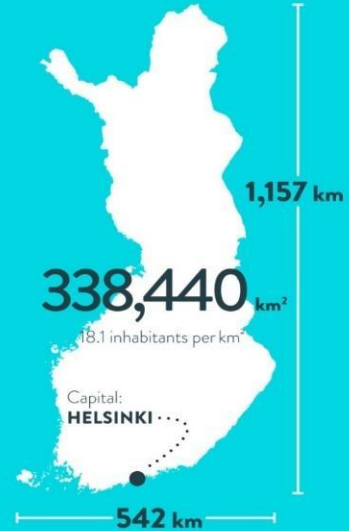 1,157 km
338,440 km²
18.1 inhabitants per km²
Capital:
HELSINKI
542 km